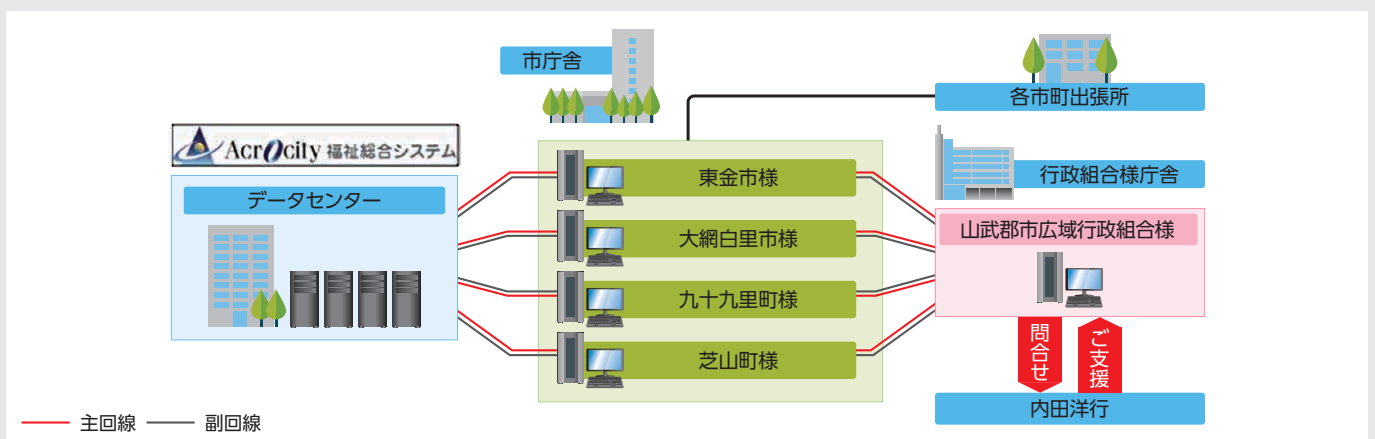 市庁舎
各市町出張所
AcrOcity 福祉総合システム
行政組合様庁舎
データセンター
東金市様
大網白里市様
九十九里町様
芝山町様
山武郡市広域行政組合様
問合せ
ご支援
内田洋行
主回線
副回線